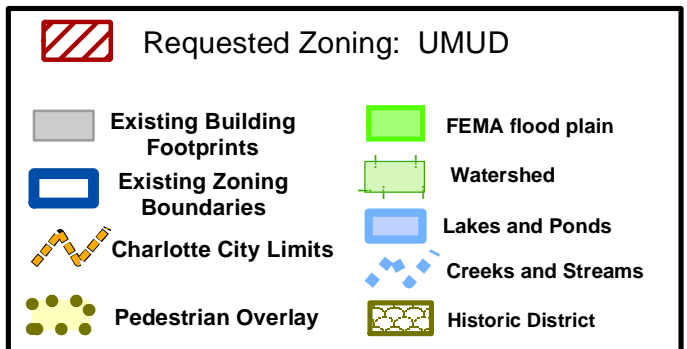 Requested Zoning: UMUD
Existing Building
Footprints
Existing Zoning
Boundaries
Charlotte City Limits
Pedestrian Overlay
FEMA flood plain
Watershed
Lakes and Ponds
Creeks and Streams
Historic District